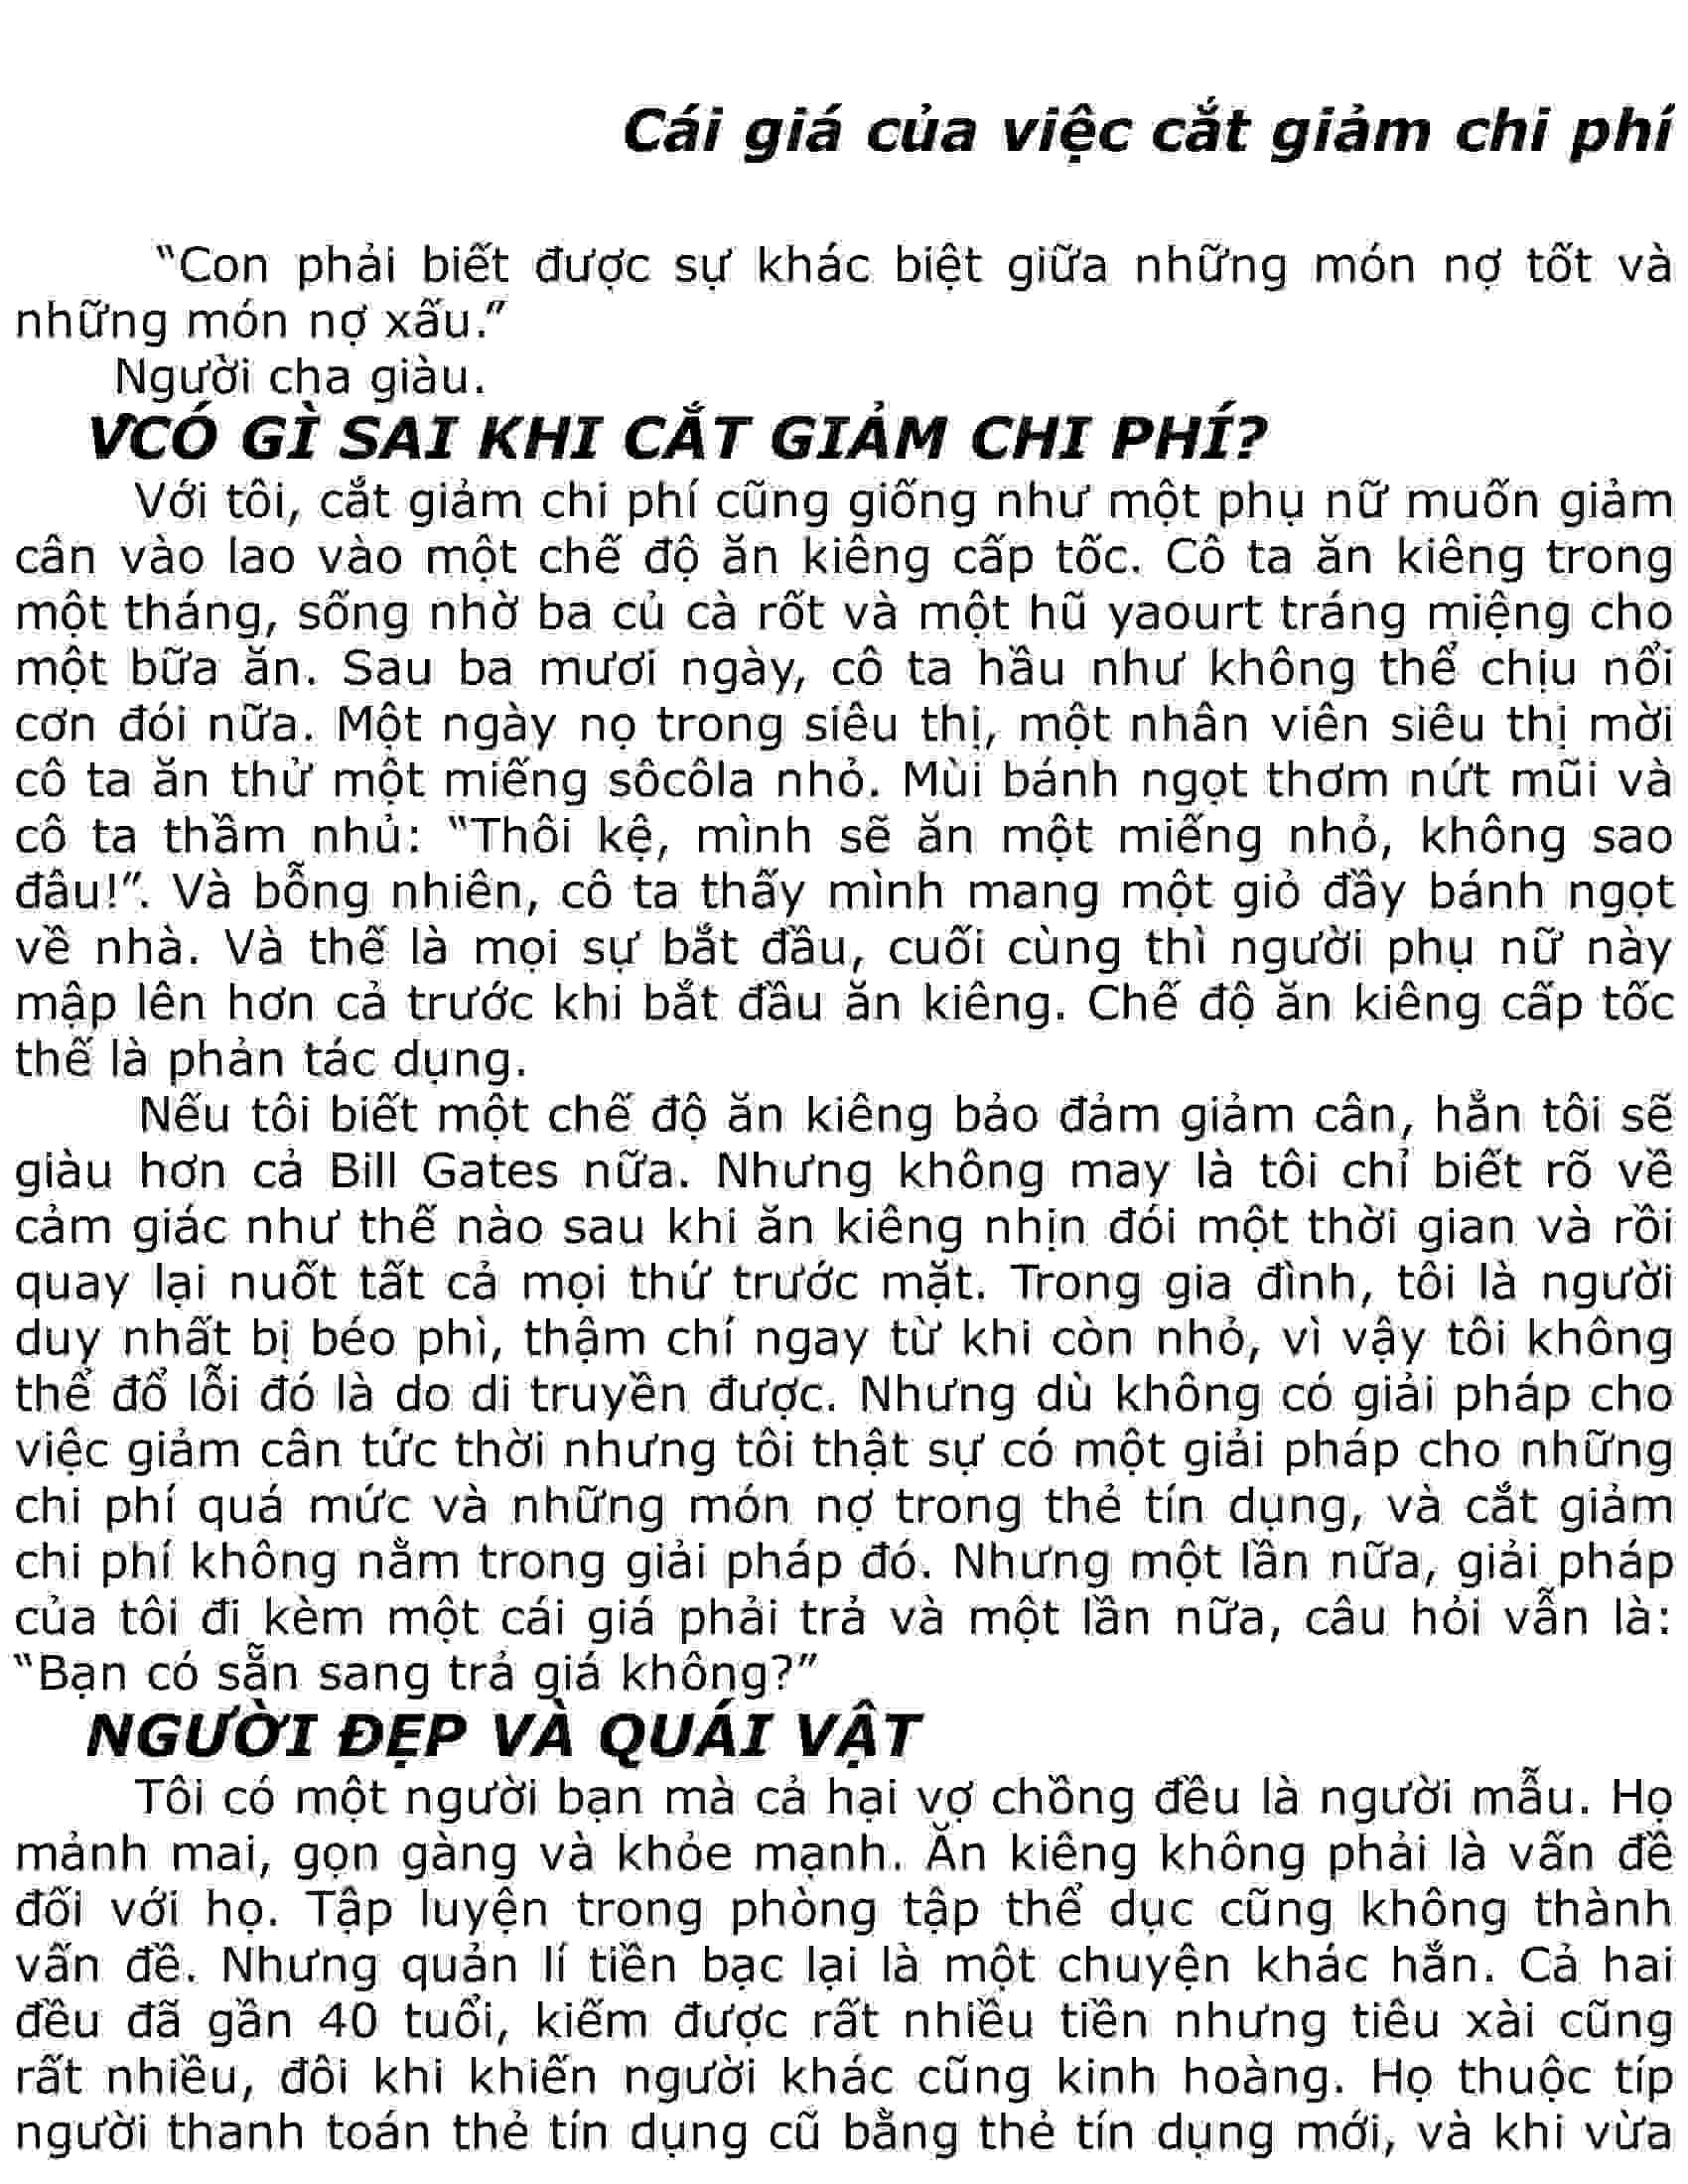 Cái giá của việc cắt giảm chi phí
“Con phải biết được sự khác biệt giữa những món nợ tốt và
những món nợ xấu.”
Người cha giàu.
VCÓ GÌ SAI KHI CẮT GIẢM CHI PHÍ?
Với tôi, cắt giảm chi phí cũng giống như một phụ nữ muốn giảm
cân vào lao vào một chế độ ăn kiêng cấp tốc. Cô ta ăn kiêng trong
một tháng, sống nhờ ba củ cà rốt và một hũ yaourt tráng miệng cho
một bữa ăn. Sau ba mươi ngày, cô ta hầu như không thể chịu nổi
cơn đói nữa. Một ngày nọ trong siêu thị, một nhân viên siêu thị mời
cô ta ăn thử một miếng sôcôla nhỏ. Mùi bánh ngọt thơm nứt mũi và
cô ta thầm nhủ: “Thôi kệ, mình sẽ ăn một miếng nhỏ, không sao
đâu!”. Và bỗng nhiên, cô ta thấy mình mang một giỏ đầy bánh ngọt
về nhà. Và thế là mọi sự bắt đầu, cuối cùng thì người phụ nữ này
mập lên hơn cả trước khi bắt đầu ăn kiêng. Chế độ ăn kiêng cấp tốc
thế là phản tác dụng.
Nếu tôi biết một chế độ ăn kiêng bảo đảm giảm cân, hẳn tôi sẽ
giàu hơn cả Bill Gates nữa. Nhưng không may là tôi chỉ biết rõ về
cảm giác như thế nào sau khi ăn kiêng nhịn đói một thời gian và rồi
quay lại nuốt tất cả mọi thứ trước mặt. Trong gia đình, tôi là người
duy nhất bị béo phì, thậm chí ngay từ khi còn nhỏ, vì vậy tôi không
thể đổ lỗi đó là do di truyền được. Nhưng dù không có giải pháp cho
việc giảm cân tức thời nhưng tôi thật sự có một giải pháp cho những
chi phí quá mức và những món nợ trong thẻ tín dụng, và cắt giảm
chi phí không nằm trong giải pháp đó. Nhưng một lần nữa, giải pháp
của tôi đi kèm một cái giá phải trả và một lần nữa, câu hỏi vẫn là:
“Bạn có sẵn sang trả giá không?”
NGƯỜI ĐẸP VÀ QUÁI VẬT
Tôi có một người bạn mà cả hại vợ chồng đều là người mẫu. Họ
mảnh mai, gọn gàng và khỏe mạnh. Ăn kiêng không phải là vấn đề
đối với họ. Tập luyện trong phòng tập thể dục cũng không thành
vấn đề. Nhưng quản lí tiền bạc lại là một chuyện khác hẳn. Cả hai
đều đã gần 40 tuổi, kiếm được rất nhiều tiền nhưng tiêu xài cũng
rất nhiều, đôi khi khiến người khác cũng kinh hoàng. Họ thuộc típ
người thanh toán thẻ tín dụng cũ bằng thẻ tín dụng mới, và khi vừa